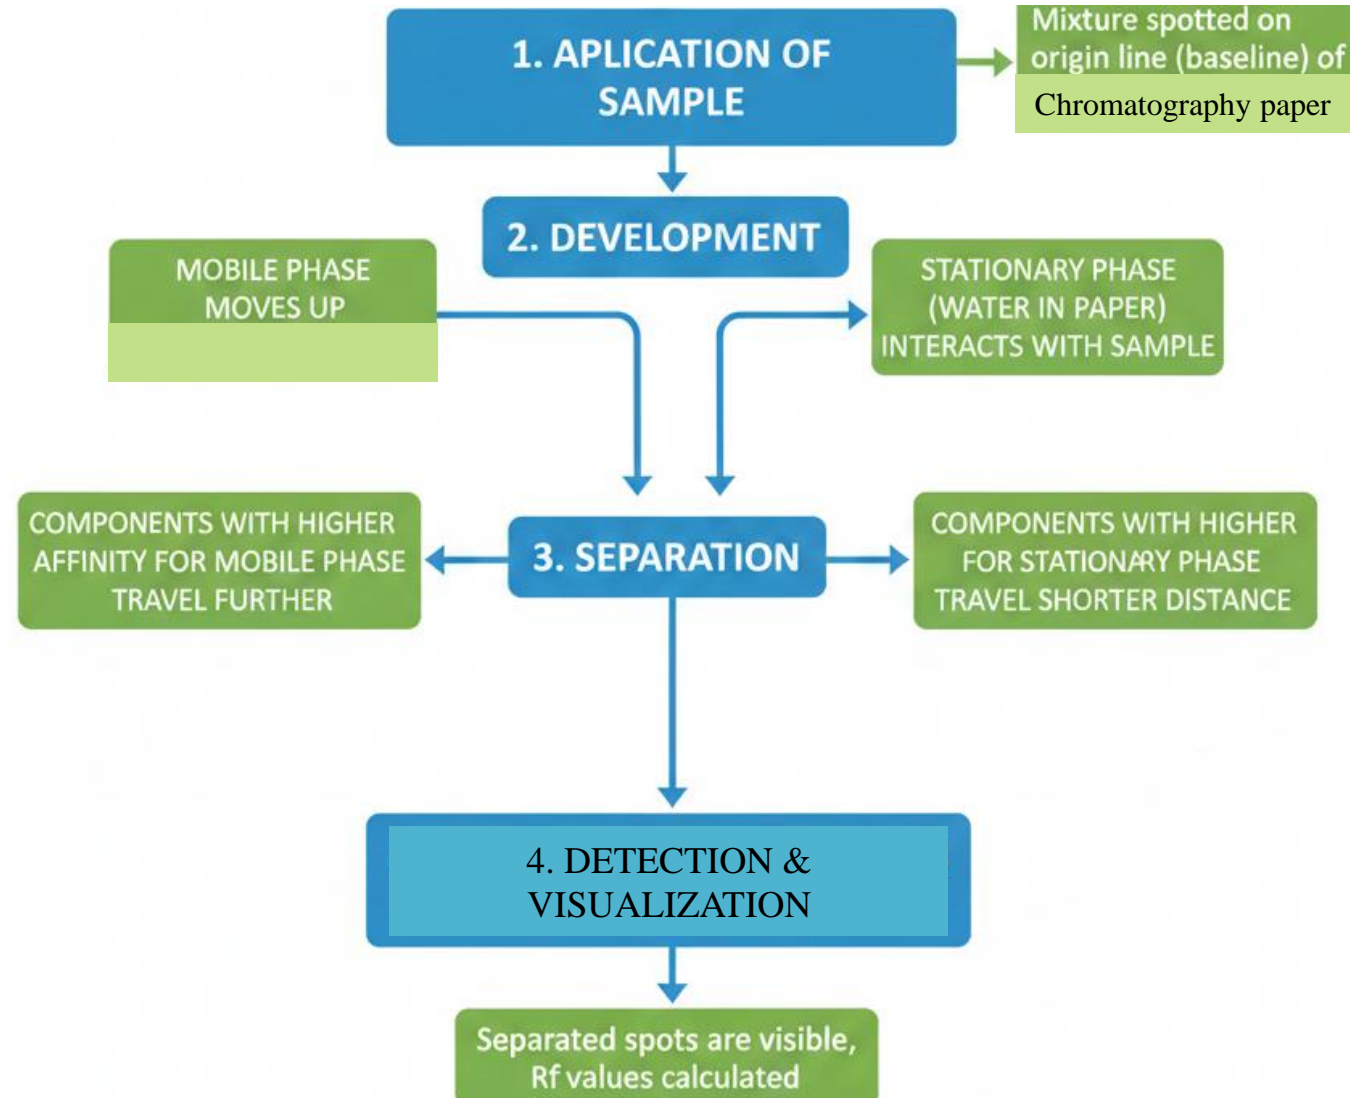 1. APLICATION OF
SAMPLE
Mixture spotted on
origin line (baseline) of
Chromatography paper
2. DEVELOPMENT
MOBILE PHASE
MOVES UP
STATIONARY PHASE
(WATER IN PAPER)
INTERACTS WITH SAMPLE
COMPONENTS WITH HIGHER
AFFINITY FOR MOBILE PHASE
TRAVEL FURTHER
3. SEPARATION
COMPONENTS WITH HIGHER
FOR STATIONARY PHASE
TRAVEL SHORTER DISTANCE
4. DETECTION &
VISUALIZATION
Separated spots are visible,
Rf values calculated